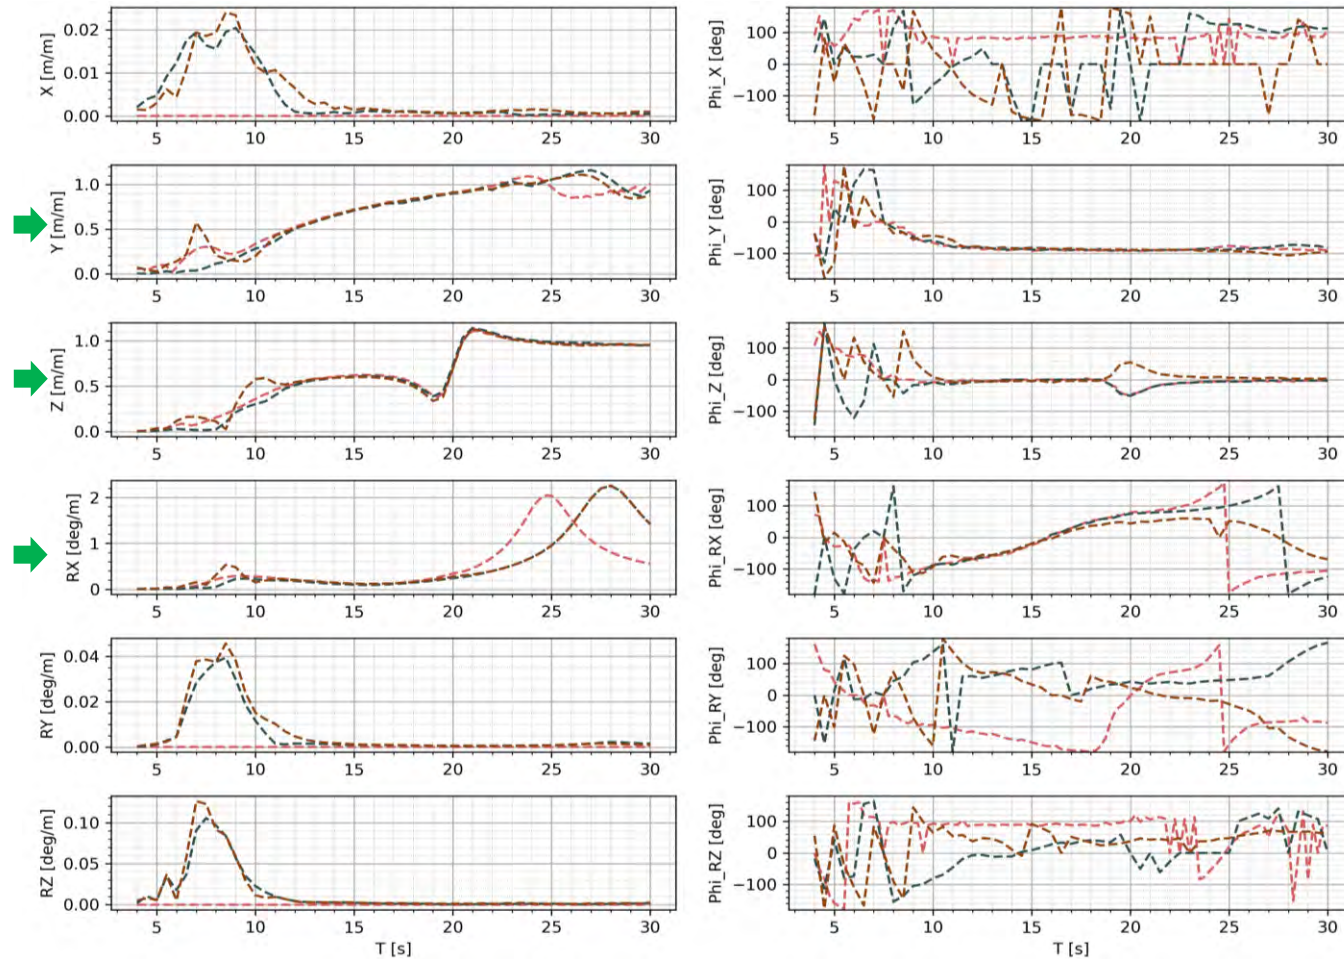 X [m/m]
0.02
0.01
0.00
5 10 15 20 25 30
Phi_X [deg]
100
0
−100
5 10 15 20 25 30
Y [m/m]
1.0
0.5
0.0
5 10 15 20 25 30
Phi_Y [deg]
100
0
−100
5 10 15 20 25 30
Z [m/m]
1.0
0.5
0.0
5 10 15 20 25 30
Phi_Z [deg]
100
0
−100
5 10 15 20 25 30
RX [deg/m]
2
1
0
5 10 15 20 25 30
Phi_RX [deg]
100
0
−100
5 10 15 20 25 30
RY [deg/m]
0.04
0.02
0.00
5 10 15 20 25 30
Phi_RY [deg]
100
0
−100
5 10 15 20 25 30
RZ [deg/m]
0.10
0.05
0.00
5 10 15 20 25 30
T [s]
Phi_RZ [deg]
100
0
−100
5 10 15 20 25 30
T [s]